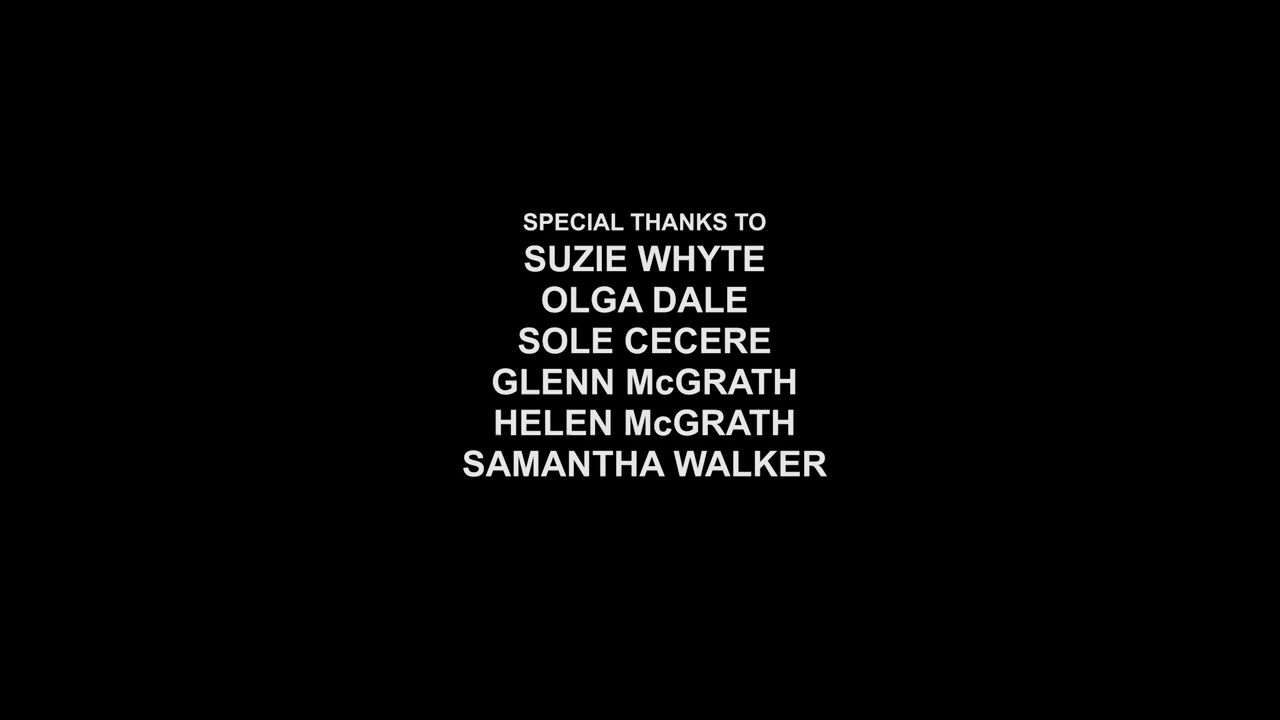 SPECIAL THANKS TO
SUZIE WHYTE
OLGA DALE
SOLE CECERE
GLENN McGRATH
HELEN McGRATH
SAMANTHA WALKER